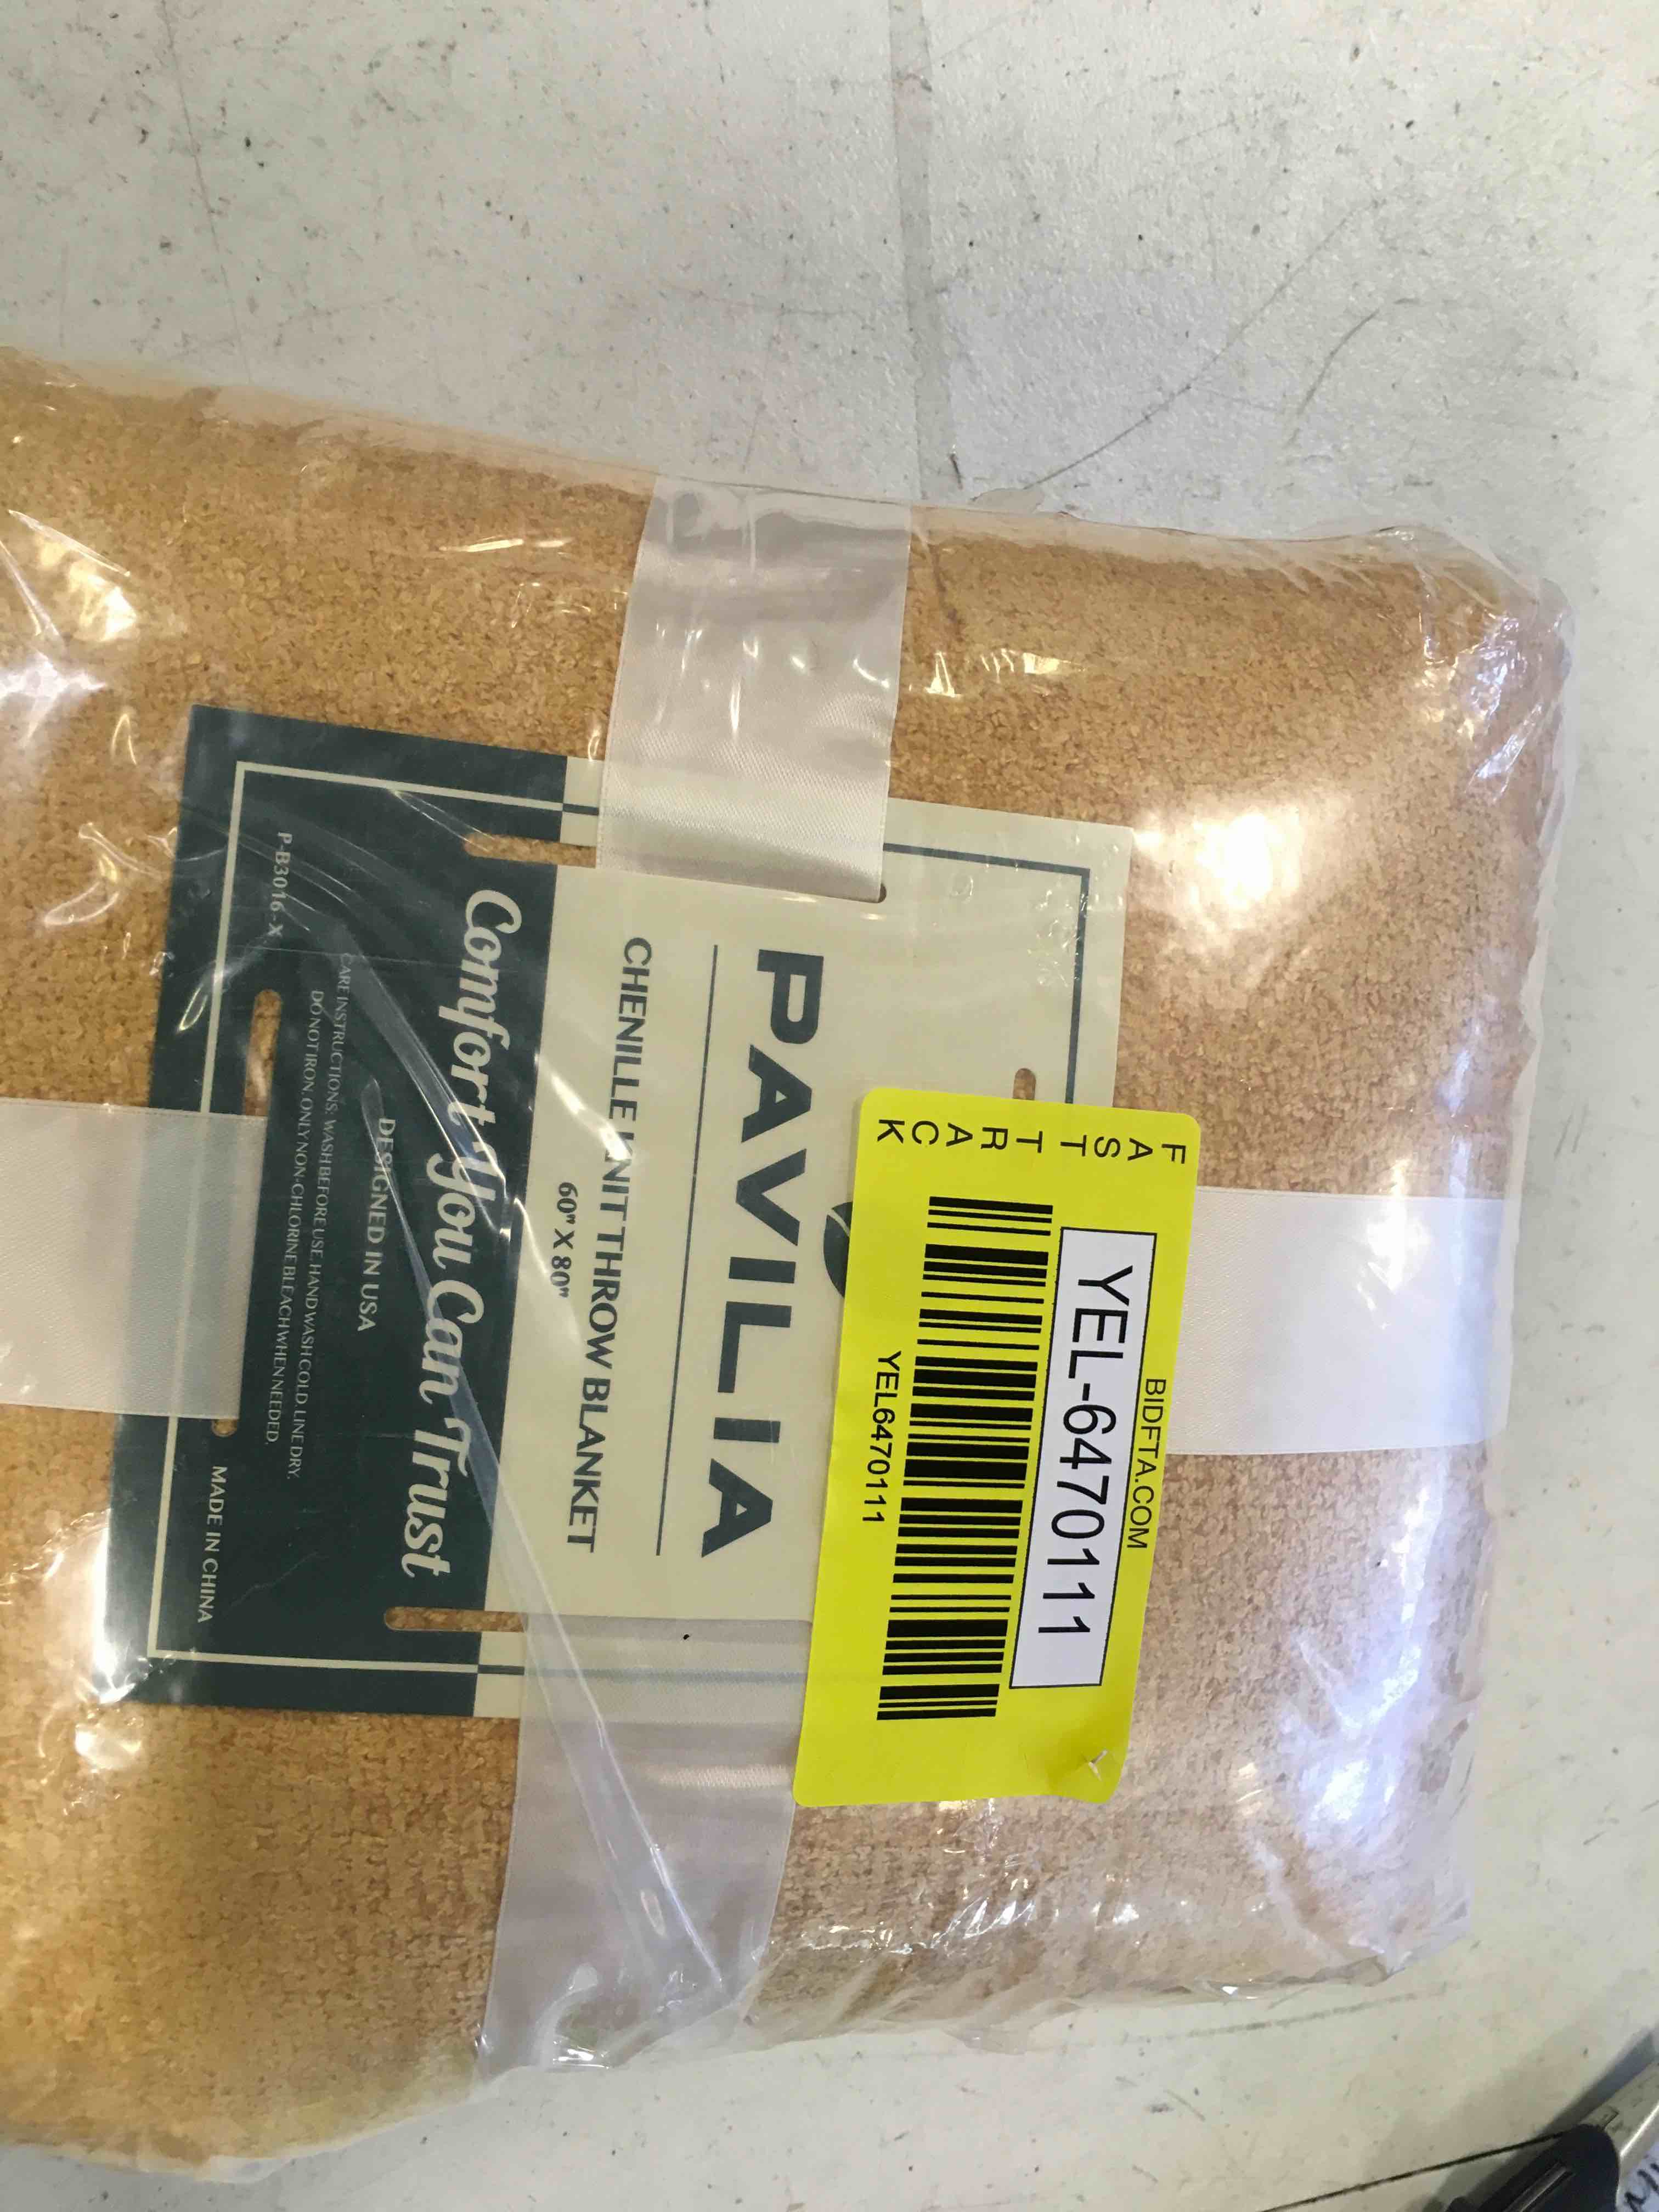 BIDFTA.COM
YEL-6470111
YEL6470111
FAST TRACK
PAVILIA
CHENILLE KNIT THROW BLANKET
60" X 80"
Comfort You Can Trust
DESIGNED IN USA
CARE INSTRUCTIONS: WASH BEFORE USE. HAND WASH COLD. LINE DRY.
DO NOT IRON. ONLY NON-CHLORINE BLEACH WHEN NEEDED.
P-B3016-X
MADE IN CHINA